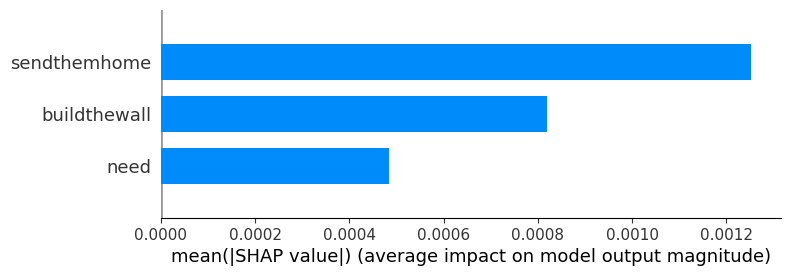 sendthemhome
buildthewall
need
0.0000 0.0002 0.0004 0.0006 0.0008 0.0010 0.0012
mean(|SHAP value|) (average impact on model output magnitude)